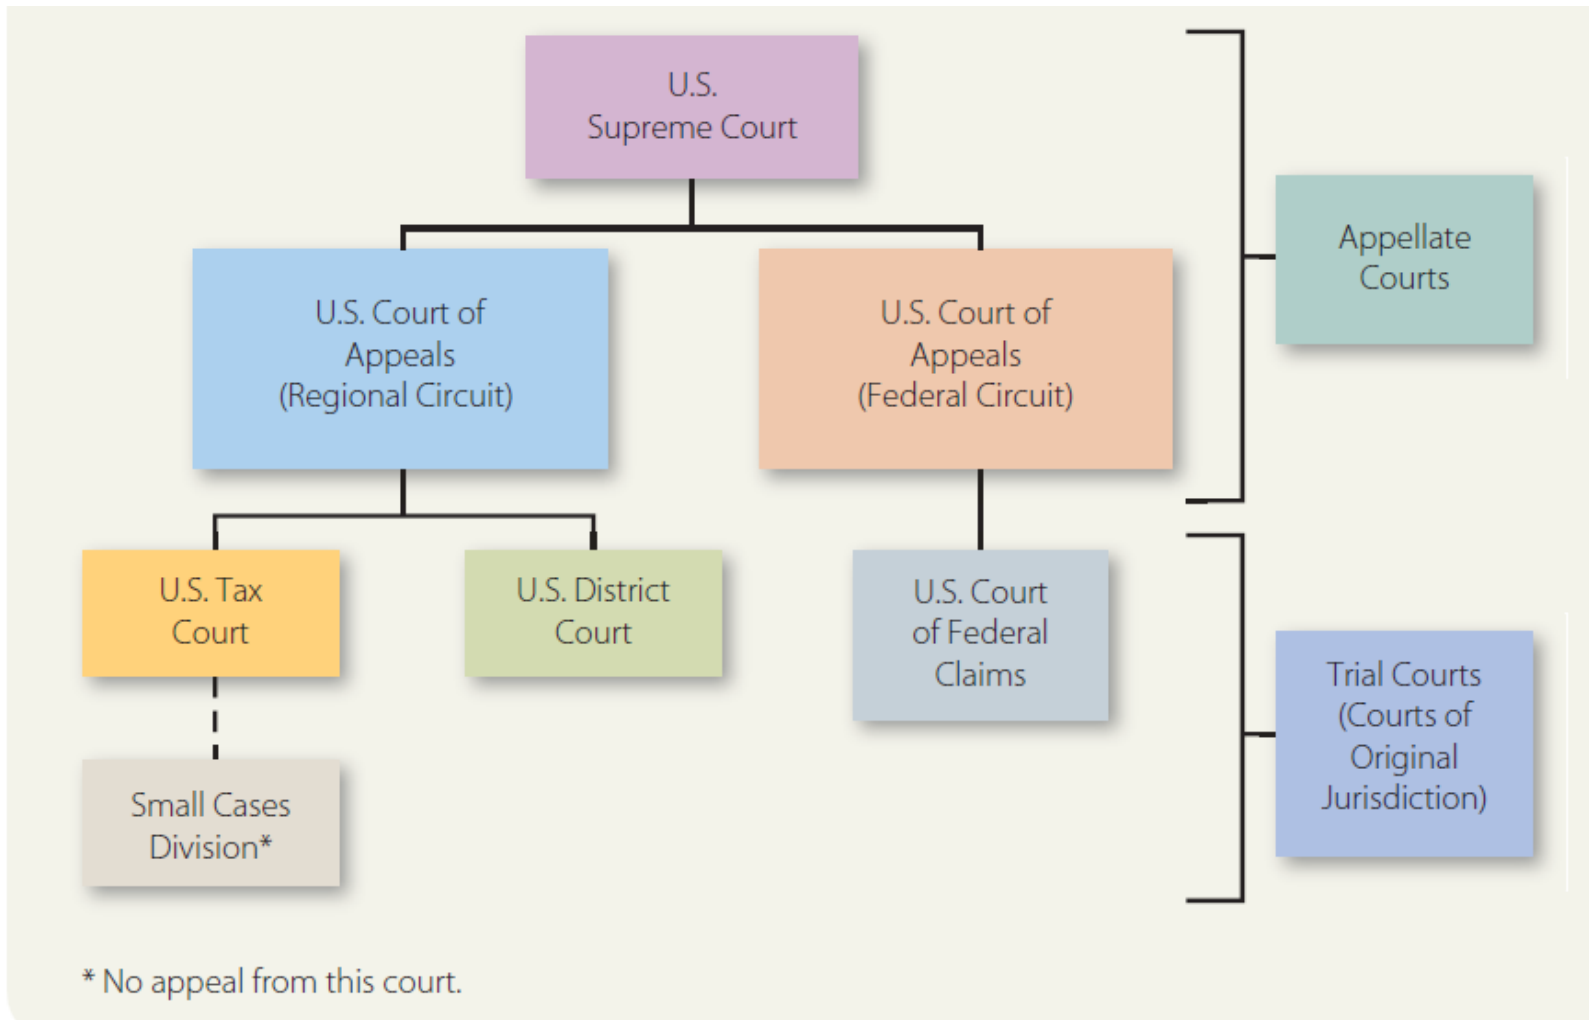 U.S.
Supreme Court
Appellate
Courts
U.S. Court of
Appeals
(Regional Circuit)
U.S. Court of
Appeals
(Federal Circuit)
U.S. Tax
Court
U.S. District
Court
U.S. Court
of Federal
Claims
Trial Courts
(Courts of
Original
Jurisdiction)
Small Cases
Division*
* No appeal from this court.